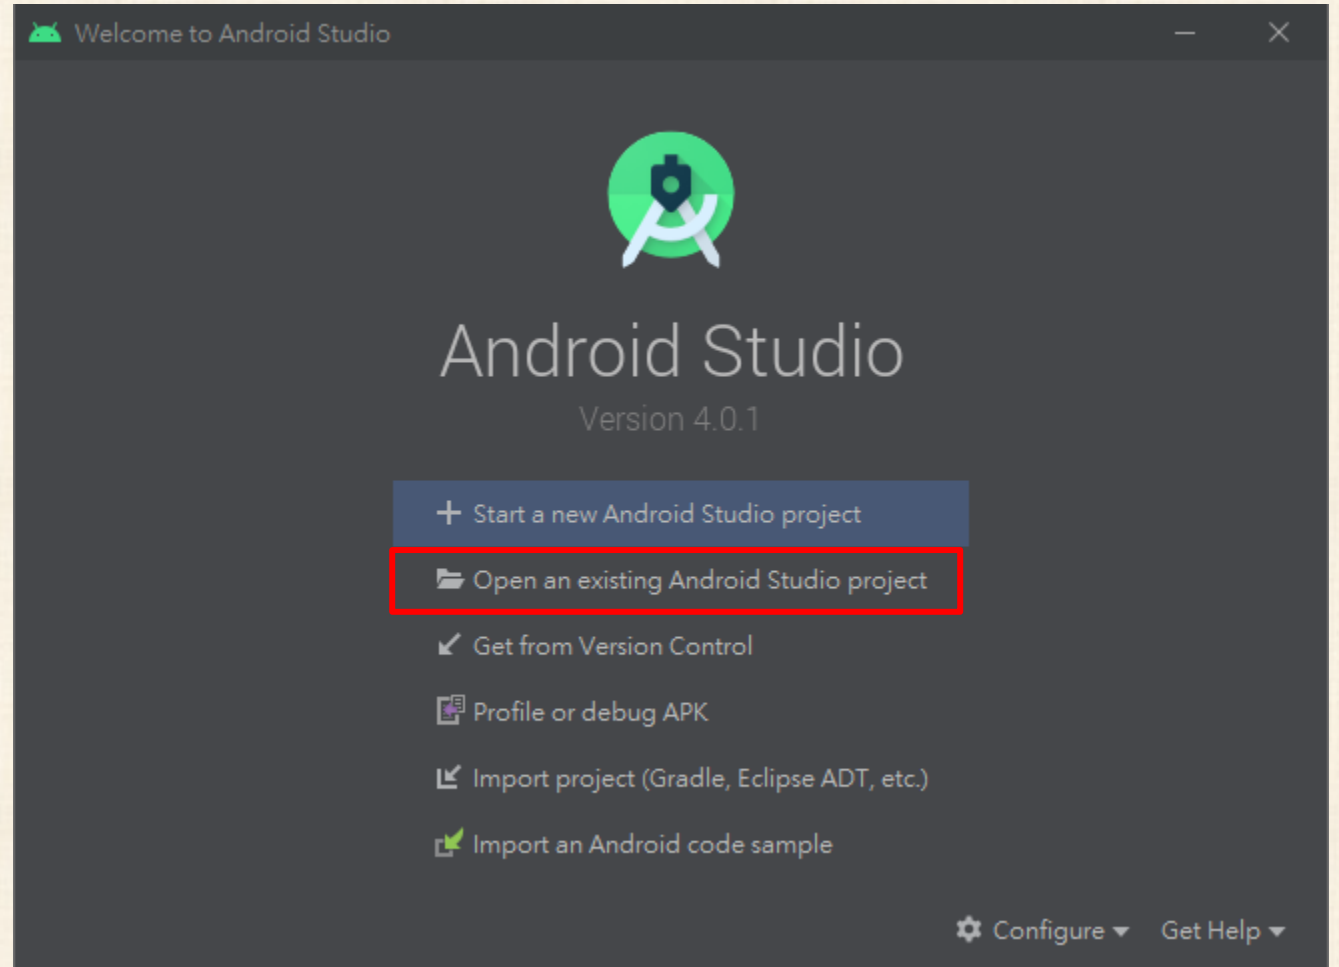 Welcome to Android Studio
Android Studio
Version 4.0.1
Start a new Android Studio project
Open an existing Android Studio project
Get from Version Control
Profile or debug APK
Import project (Gradle, Eclipse ADT, etc.)
Import an Android code sample
Configure Get Help